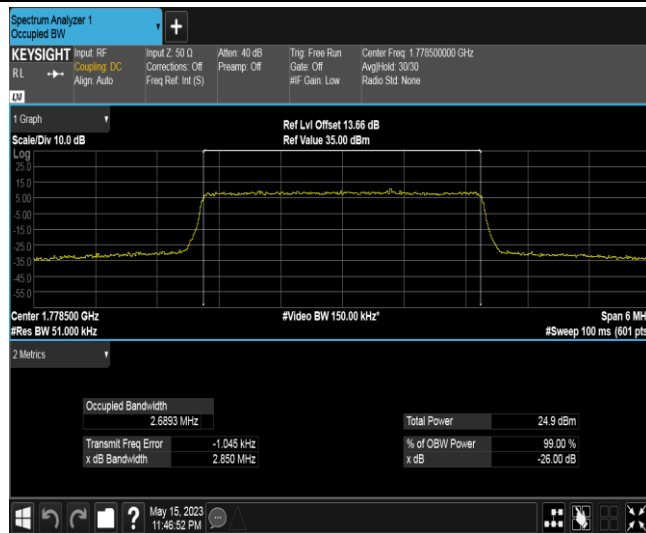 Spectrum Analyzer 1
Occupied BW
KEYSIGHT
RL
Input: RF
Coupling: DC
Align: Auto
Input Z: 50 Ω
Corrections: Off
Freq Ref: Int (S)
Atten: 40 dB
Preamp: Off
Trig: Free Run
Gate: Off
#IF Gain: Low
Center Freq: 1.778500000 GHz
Avg|Hold: 30/30
Radio Std: None
1 Graph
Scale/Div 10.0 dB
Ref Lvl Offset 13.66 dB
Ref Value 35.00 dBm
Log
25.0
15.0
5.00
-5.00
-15.0
-25.0
-35.0
-45.0
-55.0
Center 1.778500 GHz
#Video BW 150.00 kHz*
Span 6 MH
#Res BW 51.000 kHz
#Sweep 100 ms (601 pts
2 Metrics
Occupied Bandwidth
2.6893 MHz
Total Power 24.9 dBm
Transmit Freq Error -1.045 kHz
% of OBW Power 99.00 %
x dB Bandwidth 2.850 MHz
x dB -26.00 dB
May 15, 2023
11:46:52 PM